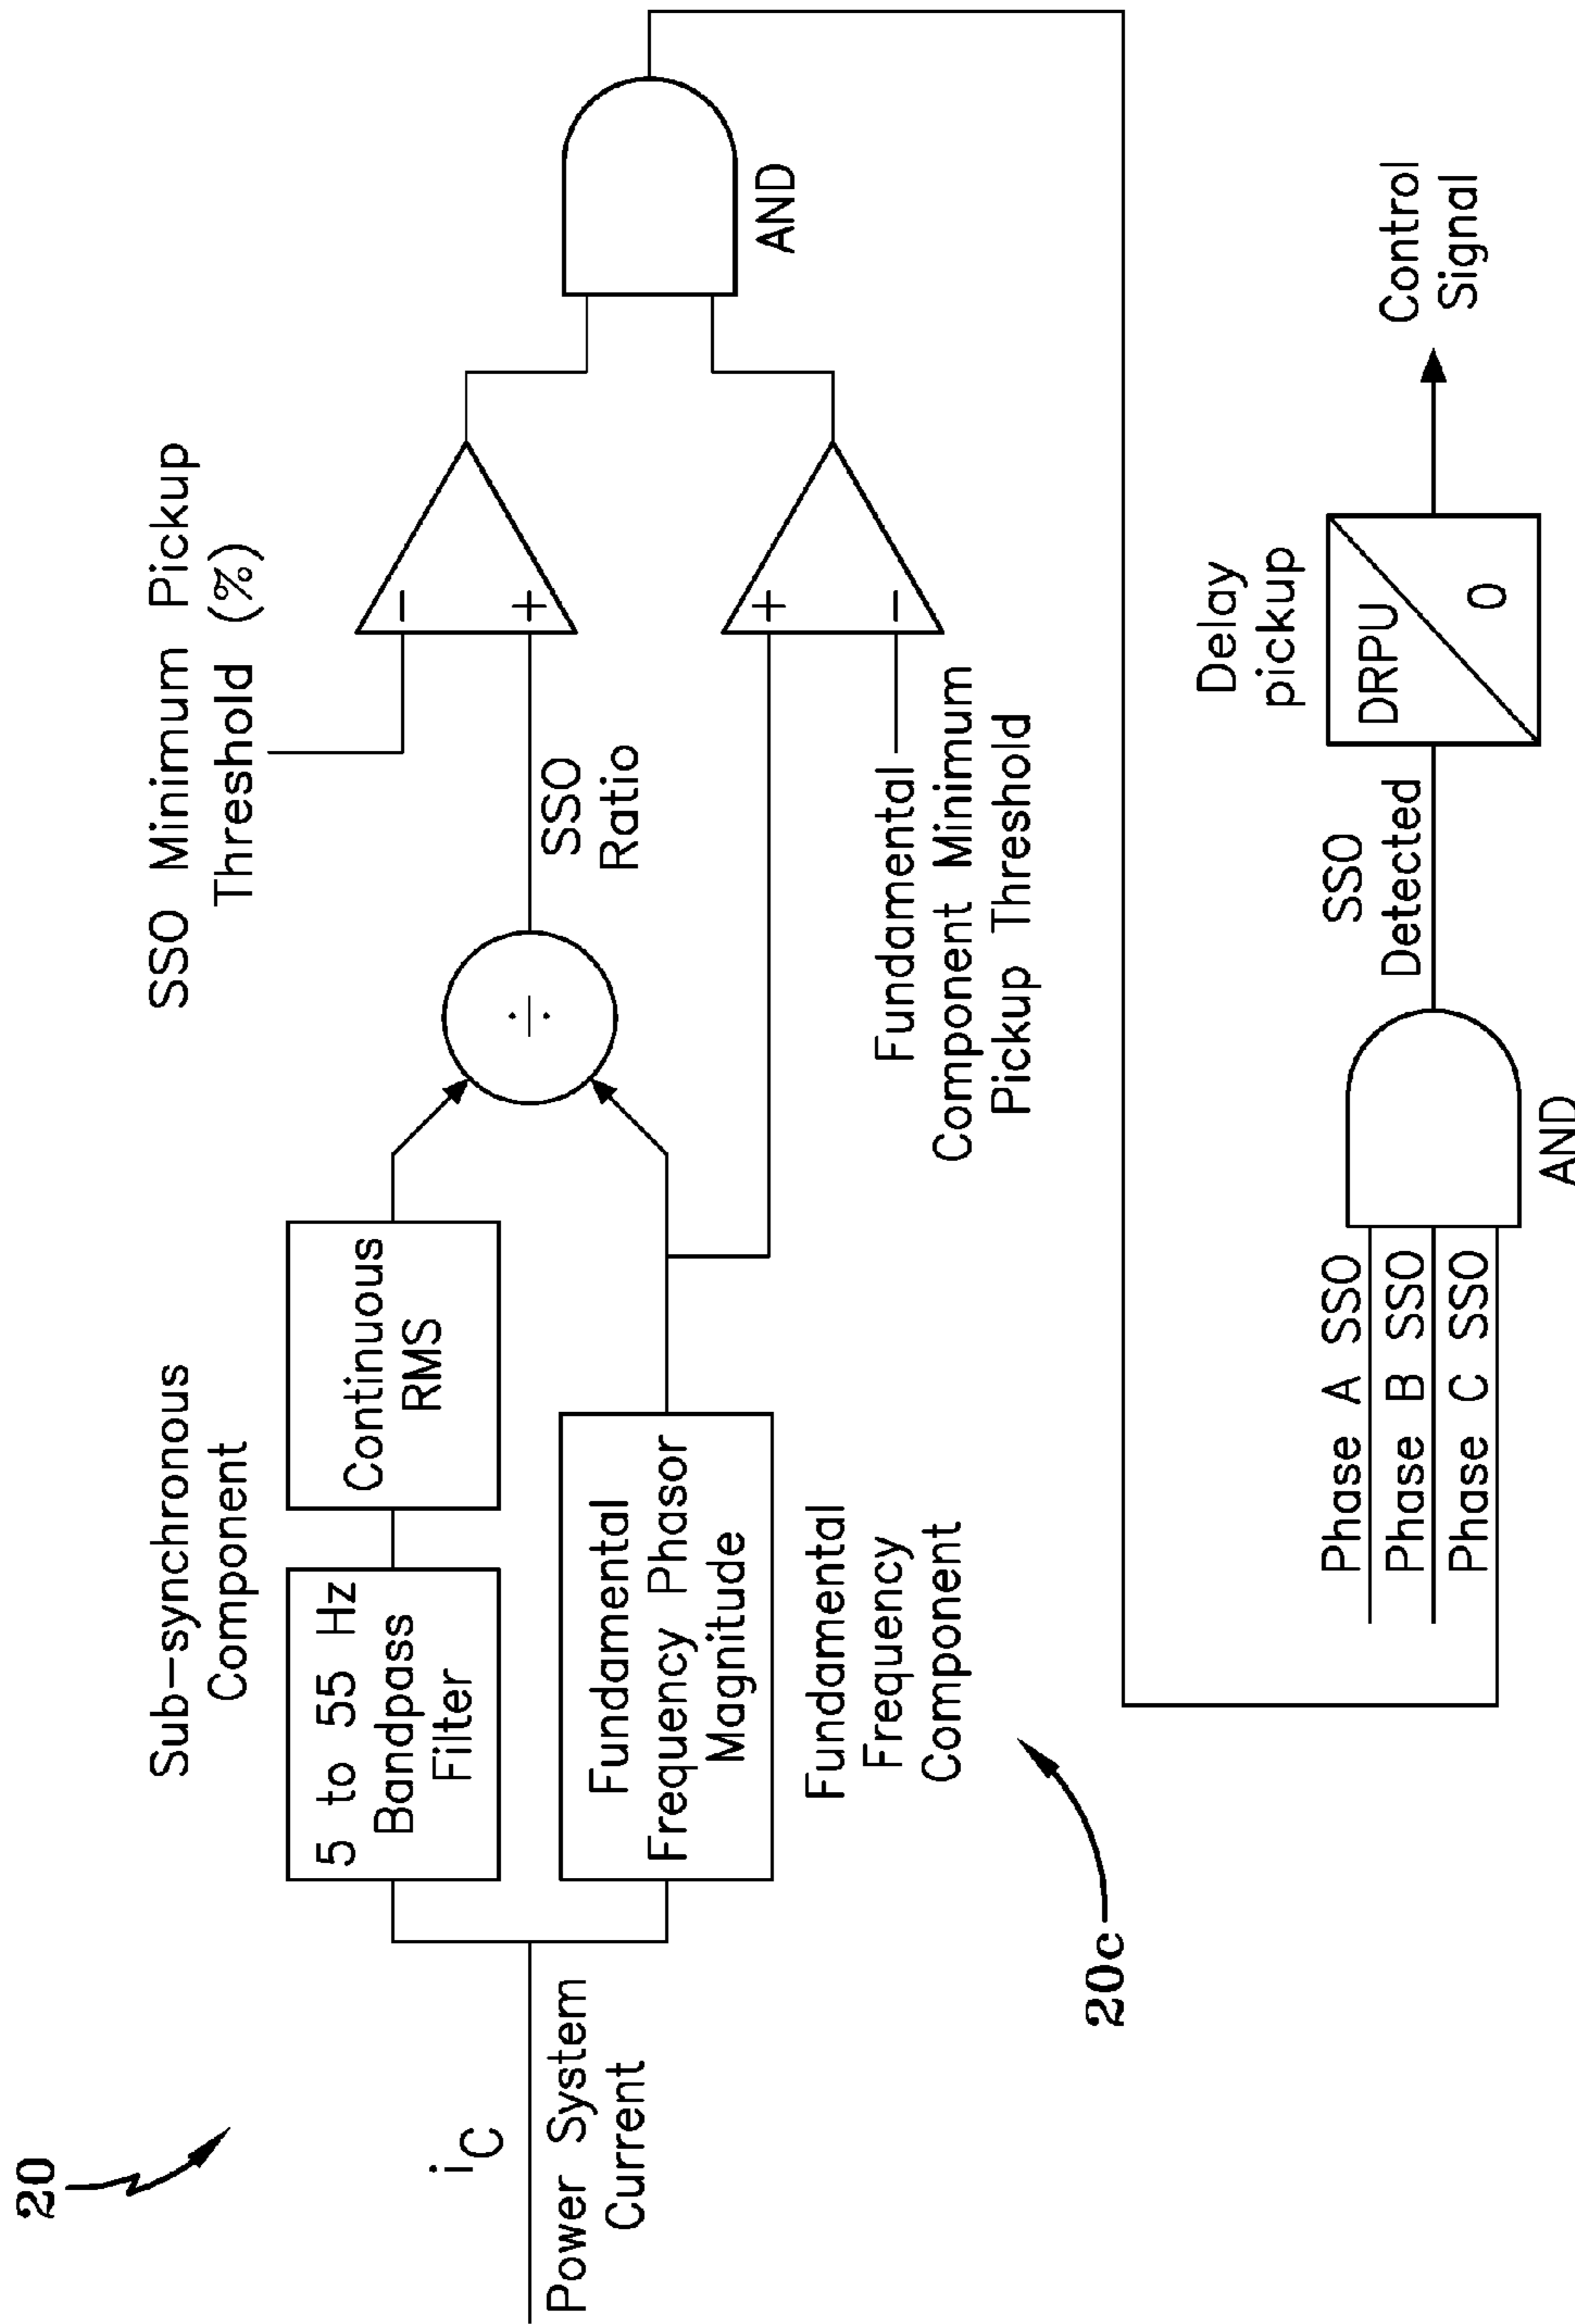 20
Sub-synchronous
Component
5 to 55 Hz
Bandpass
Filter
Continuous
RMS
SSO Minimum Pickup
Threshold (%)
−
+
SSO
Ratio
÷
i
C
Power System
Current
Fundamental
Frequency Phasor
Magnitude
Fundamental
Frequency
Component
+
−
Fundamental
Component Minimum
Pickup Threshold
AND
20c
Phase A SSO
Phase B SSO
Phase C SSO
AND
SSO
Detected
Delay
pickup
DRPU
0
Control
Signal